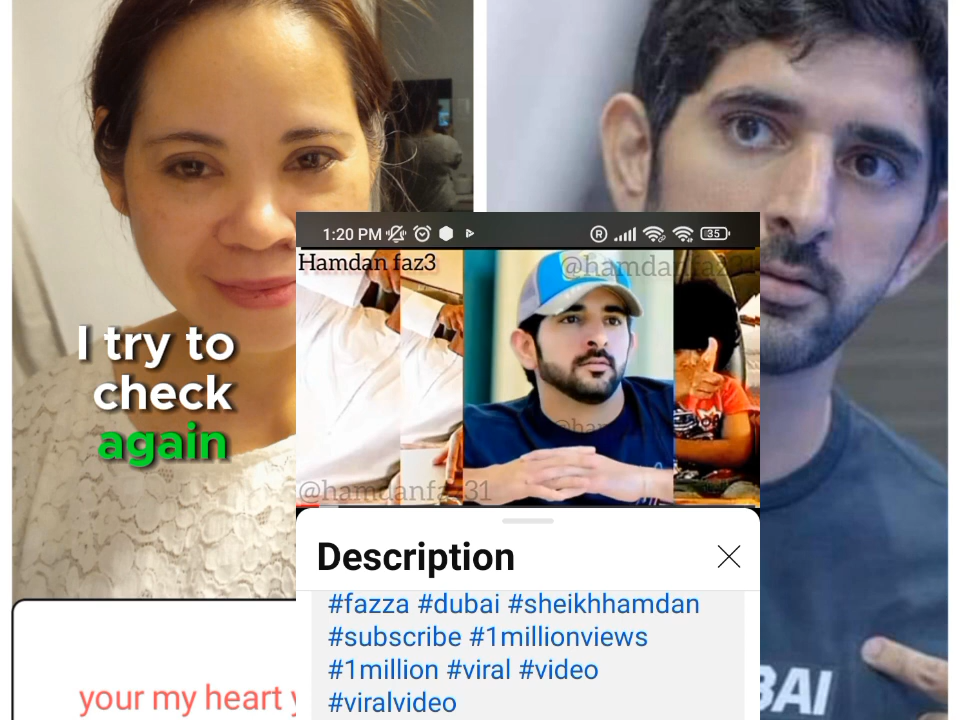 I try to
check
again
1:20 PM
35
Hamdan faz3
@hamdanfaz31
@hamdanfaz31
Description
#fazza #dubai #sheikhhamdan
#subscribe #1millionviews
#1million #viral #video
#viralvideo
BAI
your my heart y